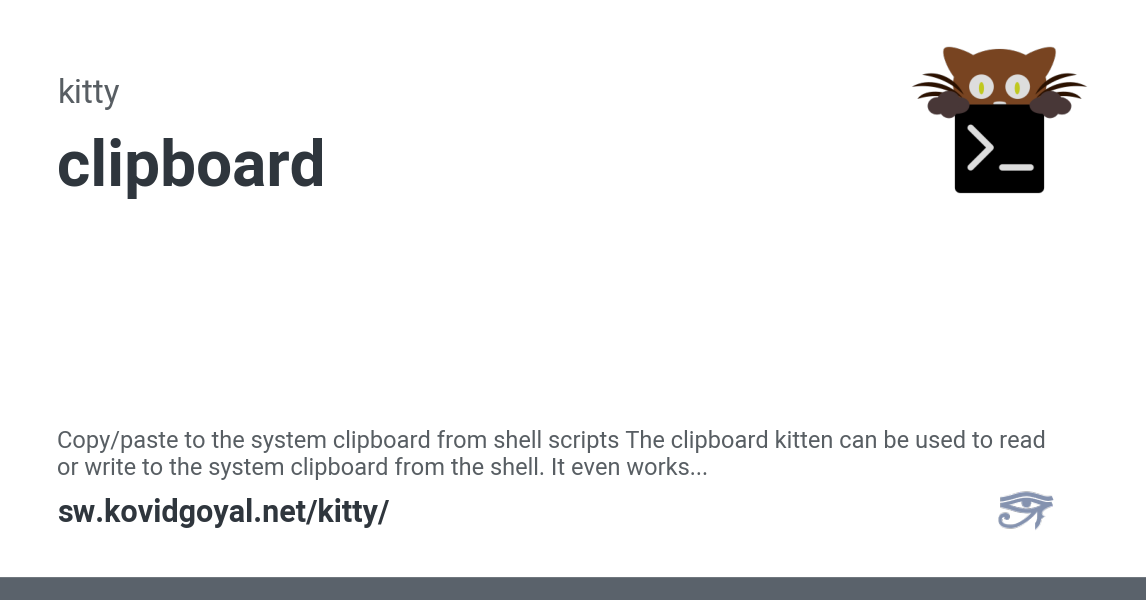 kitty
clipboard
Copy/paste to the system clipboard from shell scripts The clipboard kitten can be used to read
or write to the system clipboard from the shell. It even works...
sw.kovidgoyal.net/kitty/